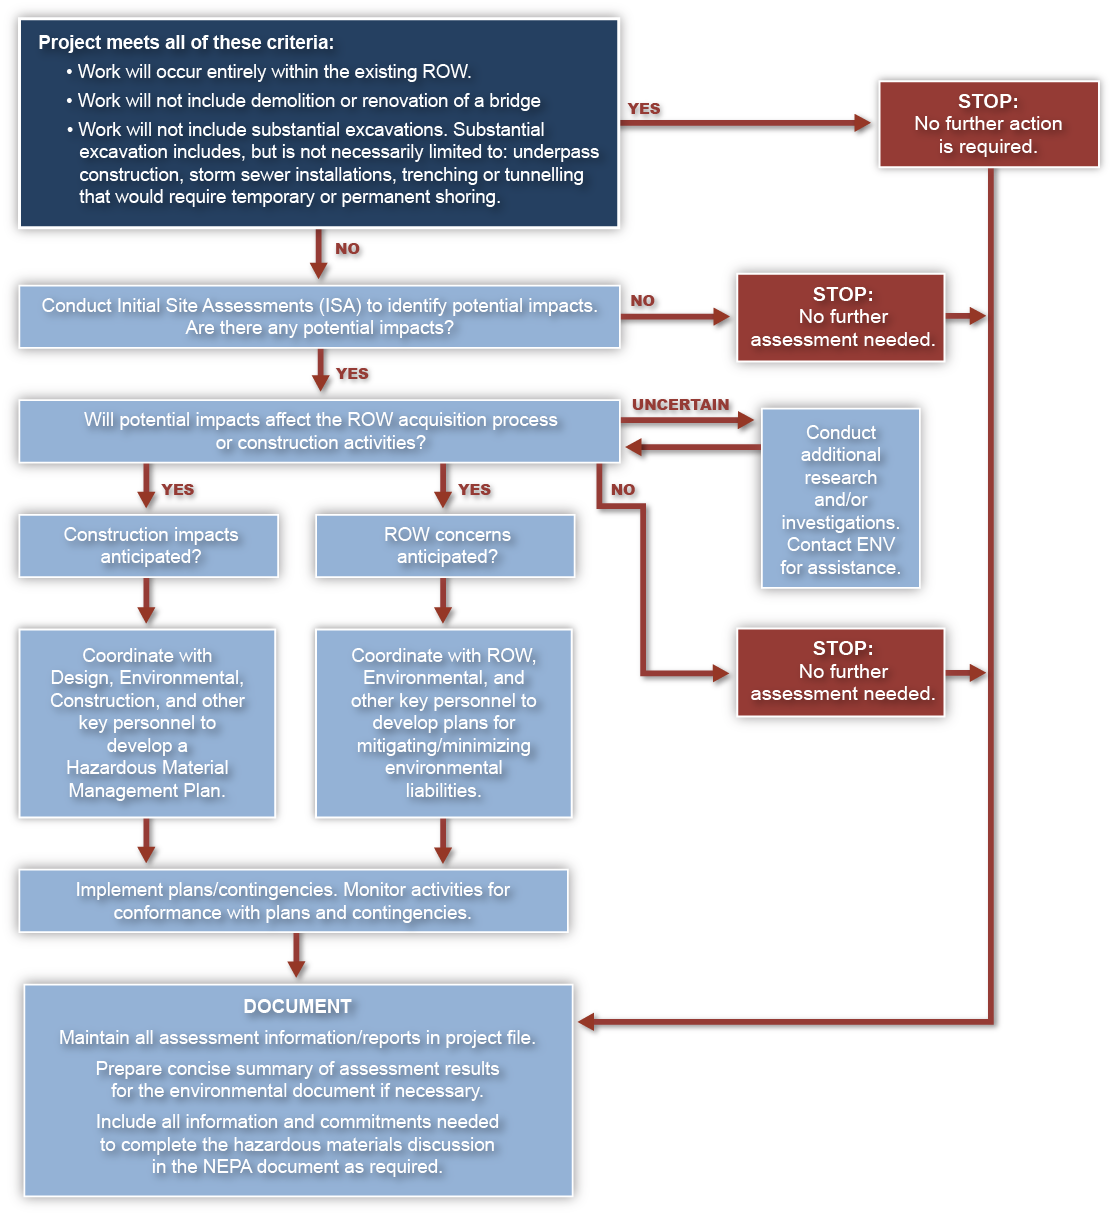 Project meets all of these criteria:
• Work will occur entirely within the existing ROW.
• Work will not include demolition or renovation of a bridge
• Work will not include substantial excavations. Substantial
excavation includes, but is not necessarily limited to: underpass
construction, storm sewer installations, trenching or tunnelling
that would require temporary or permanent shoring.
YES
STOP:
No further action
is required.
NO
Conduct Initial Site Assessments (ISA) to identify potential impacts.
Are there any potential impacts?
NO
STOP:
No further
assessment needed.
YES
Will potential impacts affect the ROW acquisition process
or construction activities?
UNCERTAIN
Conduct
additional
research
and/or
investigations.
Contact ENV
for assistance.
YES
YES
NO
Construction impacts
anticipated?
ROW concerns
anticipated?
Coordinate with
Design, Environmental,
Construction, and other
key personnel to
develop a
Hazardous Material
Management Plan.
Coordinate with ROW,
Environmental, and
other key personnel to
develop plans for
mitigating/minimizing
environmental
liabilities.
STOP:
No further
assessment needed.
Implement plans/contingencies. Monitor activities for
conformance with plans and contingencies.
DOCUMENT
Maintain all assessment information/reports in project file.
Prepare concise summary of assessment results
for the environmental document if necessary.
Include all information and commitments needed
to complete the hazardous materials discussion
in the NEPA document as required.